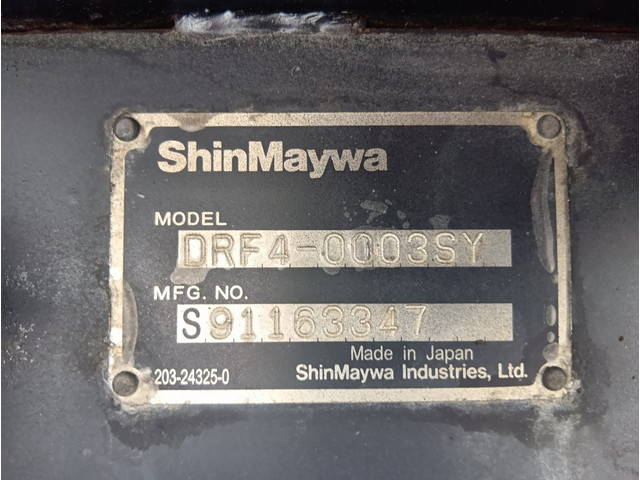 ShinMaywa
MODEL
DRF4-0003SY
MFG. NO.
S91163347
Made in Japan
203-24325-0 ShinMaywa Industries, Ltd.